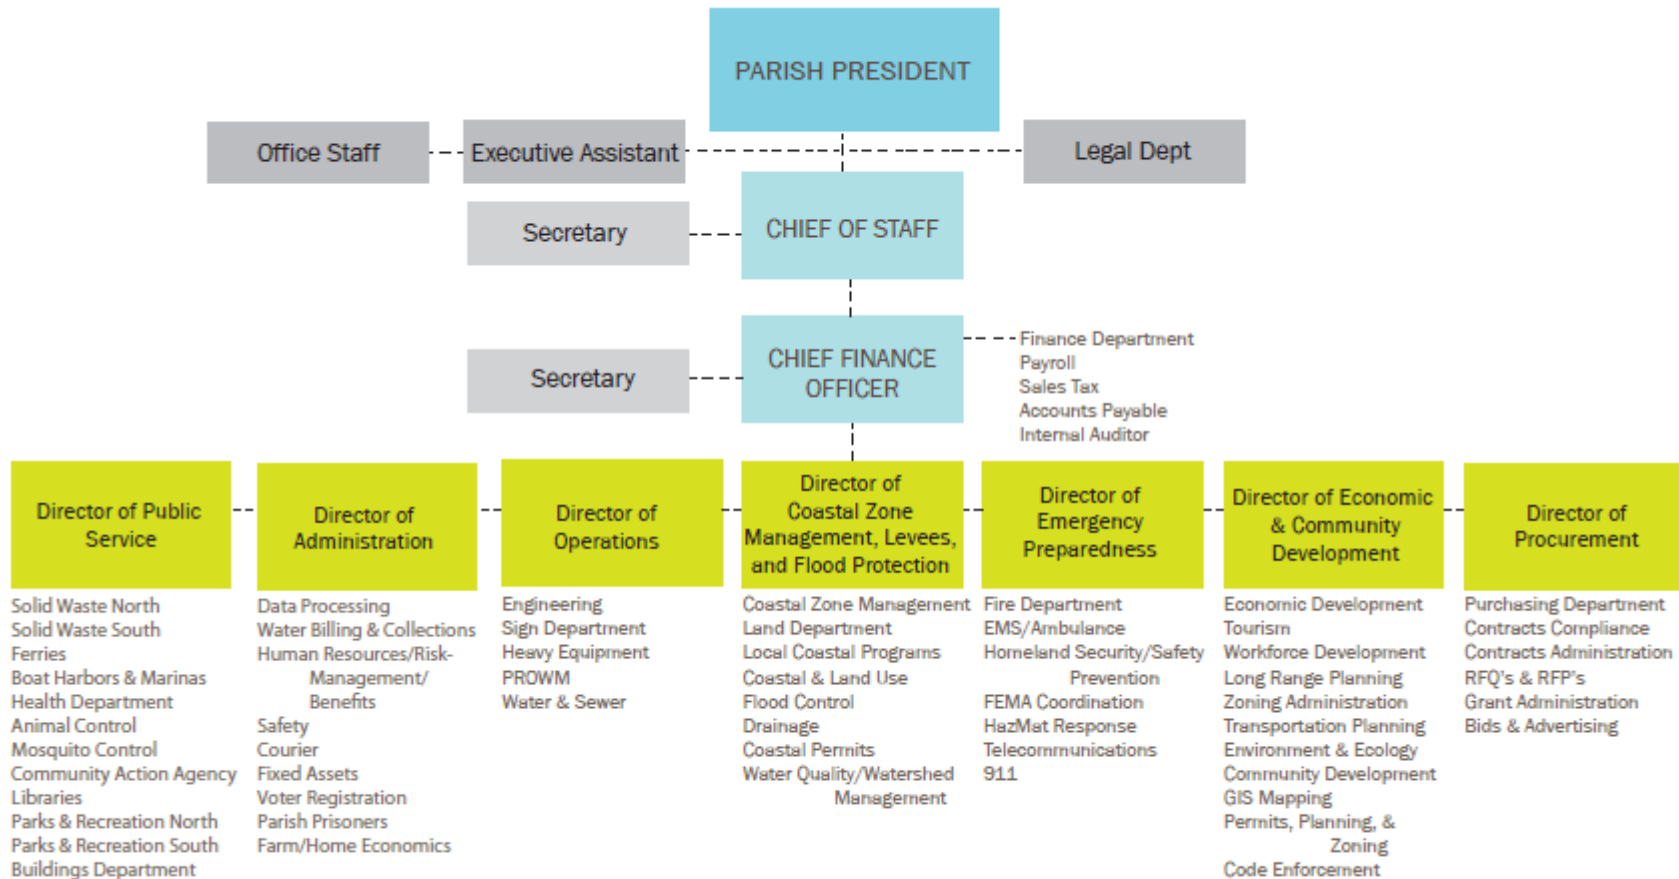 PARISH PRESIDENT
Office Staff
Executive Assistant
Legal Dept
Secretary
CHIEF OF STAFF
Secretary
CHIEF FINANCE
OFFICER
Finance Department
Payroll
Sales Tax
Accounts Payable
Internal Auditor
Director of Public
Service
Solid Waste North
Solid Waste South
Ferries
Boat Harbors & Marinas
Health Department
Animal Control
Mosquito Control
Community Action Agency
Libraries
Parks & Recreation North
Parks & Recreation South
Buildings Department
Director of
Administration
Data Processing
Water Billing & Collections
Human Resources/Risk-
Management/
Benefits
Safety
Courier
Fixed Assets
Voter Registration
Parish Prisoners
Farm/Home Economics
Director of
Operations
Engineering
Sign Department
Heavy Equipment
PROWM
Water & Sewer
Director of
Coastal Zone
Management, Levees,
and Flood Protection
Coastal Zone Management
Land Department
Local Coastal Programs
Coastal & Land Use
Flood Control
Drainage
Coastal Permits
Water Quality/Watershed
Management
Director of
Emergency
Preparedness
Fire Department
EMS/Ambulance
Homeland Security/Safety
Prevention
FEMA Coordination
HazMat Response
Telecommunications
911
Director of Economic
& Community
Development
Economic Development
Tourism
Workforce Development
Long Range Planning
Zoning Administration
Transportation Planning
Environment & Ecology
Community Development
GIS Mapping
Permits, Planning, &
Zoning
Code Enforcement
Director of
Procurement
Purchasing Department
Contracts Compliance
Contracts Administration
RFQ's & RFP's
Grant Administration
Bids & Advertising